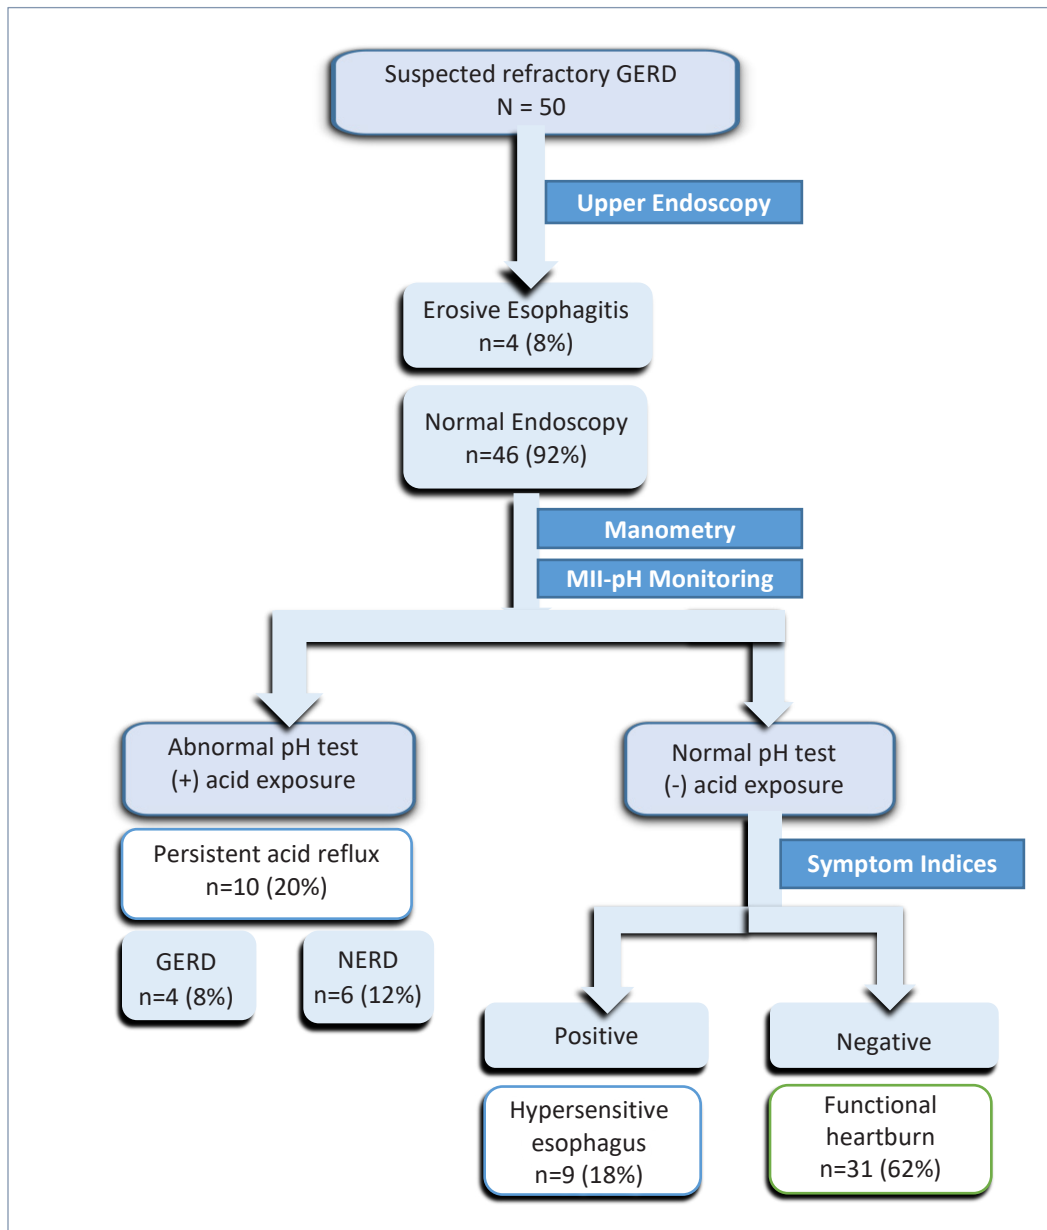 Suspected refractory GERD
N = 50
Upper Endoscopy
Erosive Esophagitis
n=4 (8%)
Normal Endoscopy
n=46 (92%)
Manometry
MII-pH Monitoring
Abnormal pH test
(+) acid exposure
Normal pH test
(-) acid exposure
Persistent acid reflux
n=10 (20%)
Symptom Indices
GERD
n=4 (8%)
NERD
n=6 (12%)
Positive
Negative
Hypersensitive
esophagus
n=9 (18%)
Functional
heartburn
n=31 (62%)